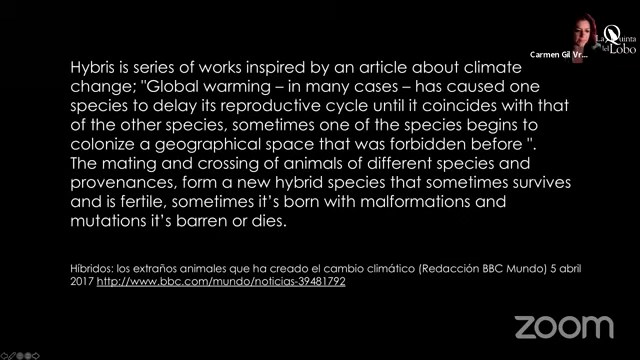 La Quinta
del Lobo
Carmen Gil Vr...
Hybris is series of works inspired by an article about climate
change; "Global warming – in many cases – has caused one
species to delay its reproductive cycle until it coincides with that
of the other species, sometimes one of the species begins to
colonize a geographical space that was forbidden before ".
The mating and crossing of animals of different species and
provenances, form a new hybrid species that sometimes survives
and is fertile, sometimes it’s born with malformations and
mutations it’s barren or dies.
Híbridos: los extraños animales que ha creado el cambio climático (Redacción BBC Mundo) 5 abril
2017 http://www.bbc.com/mundo/noticias-39481792
zoom